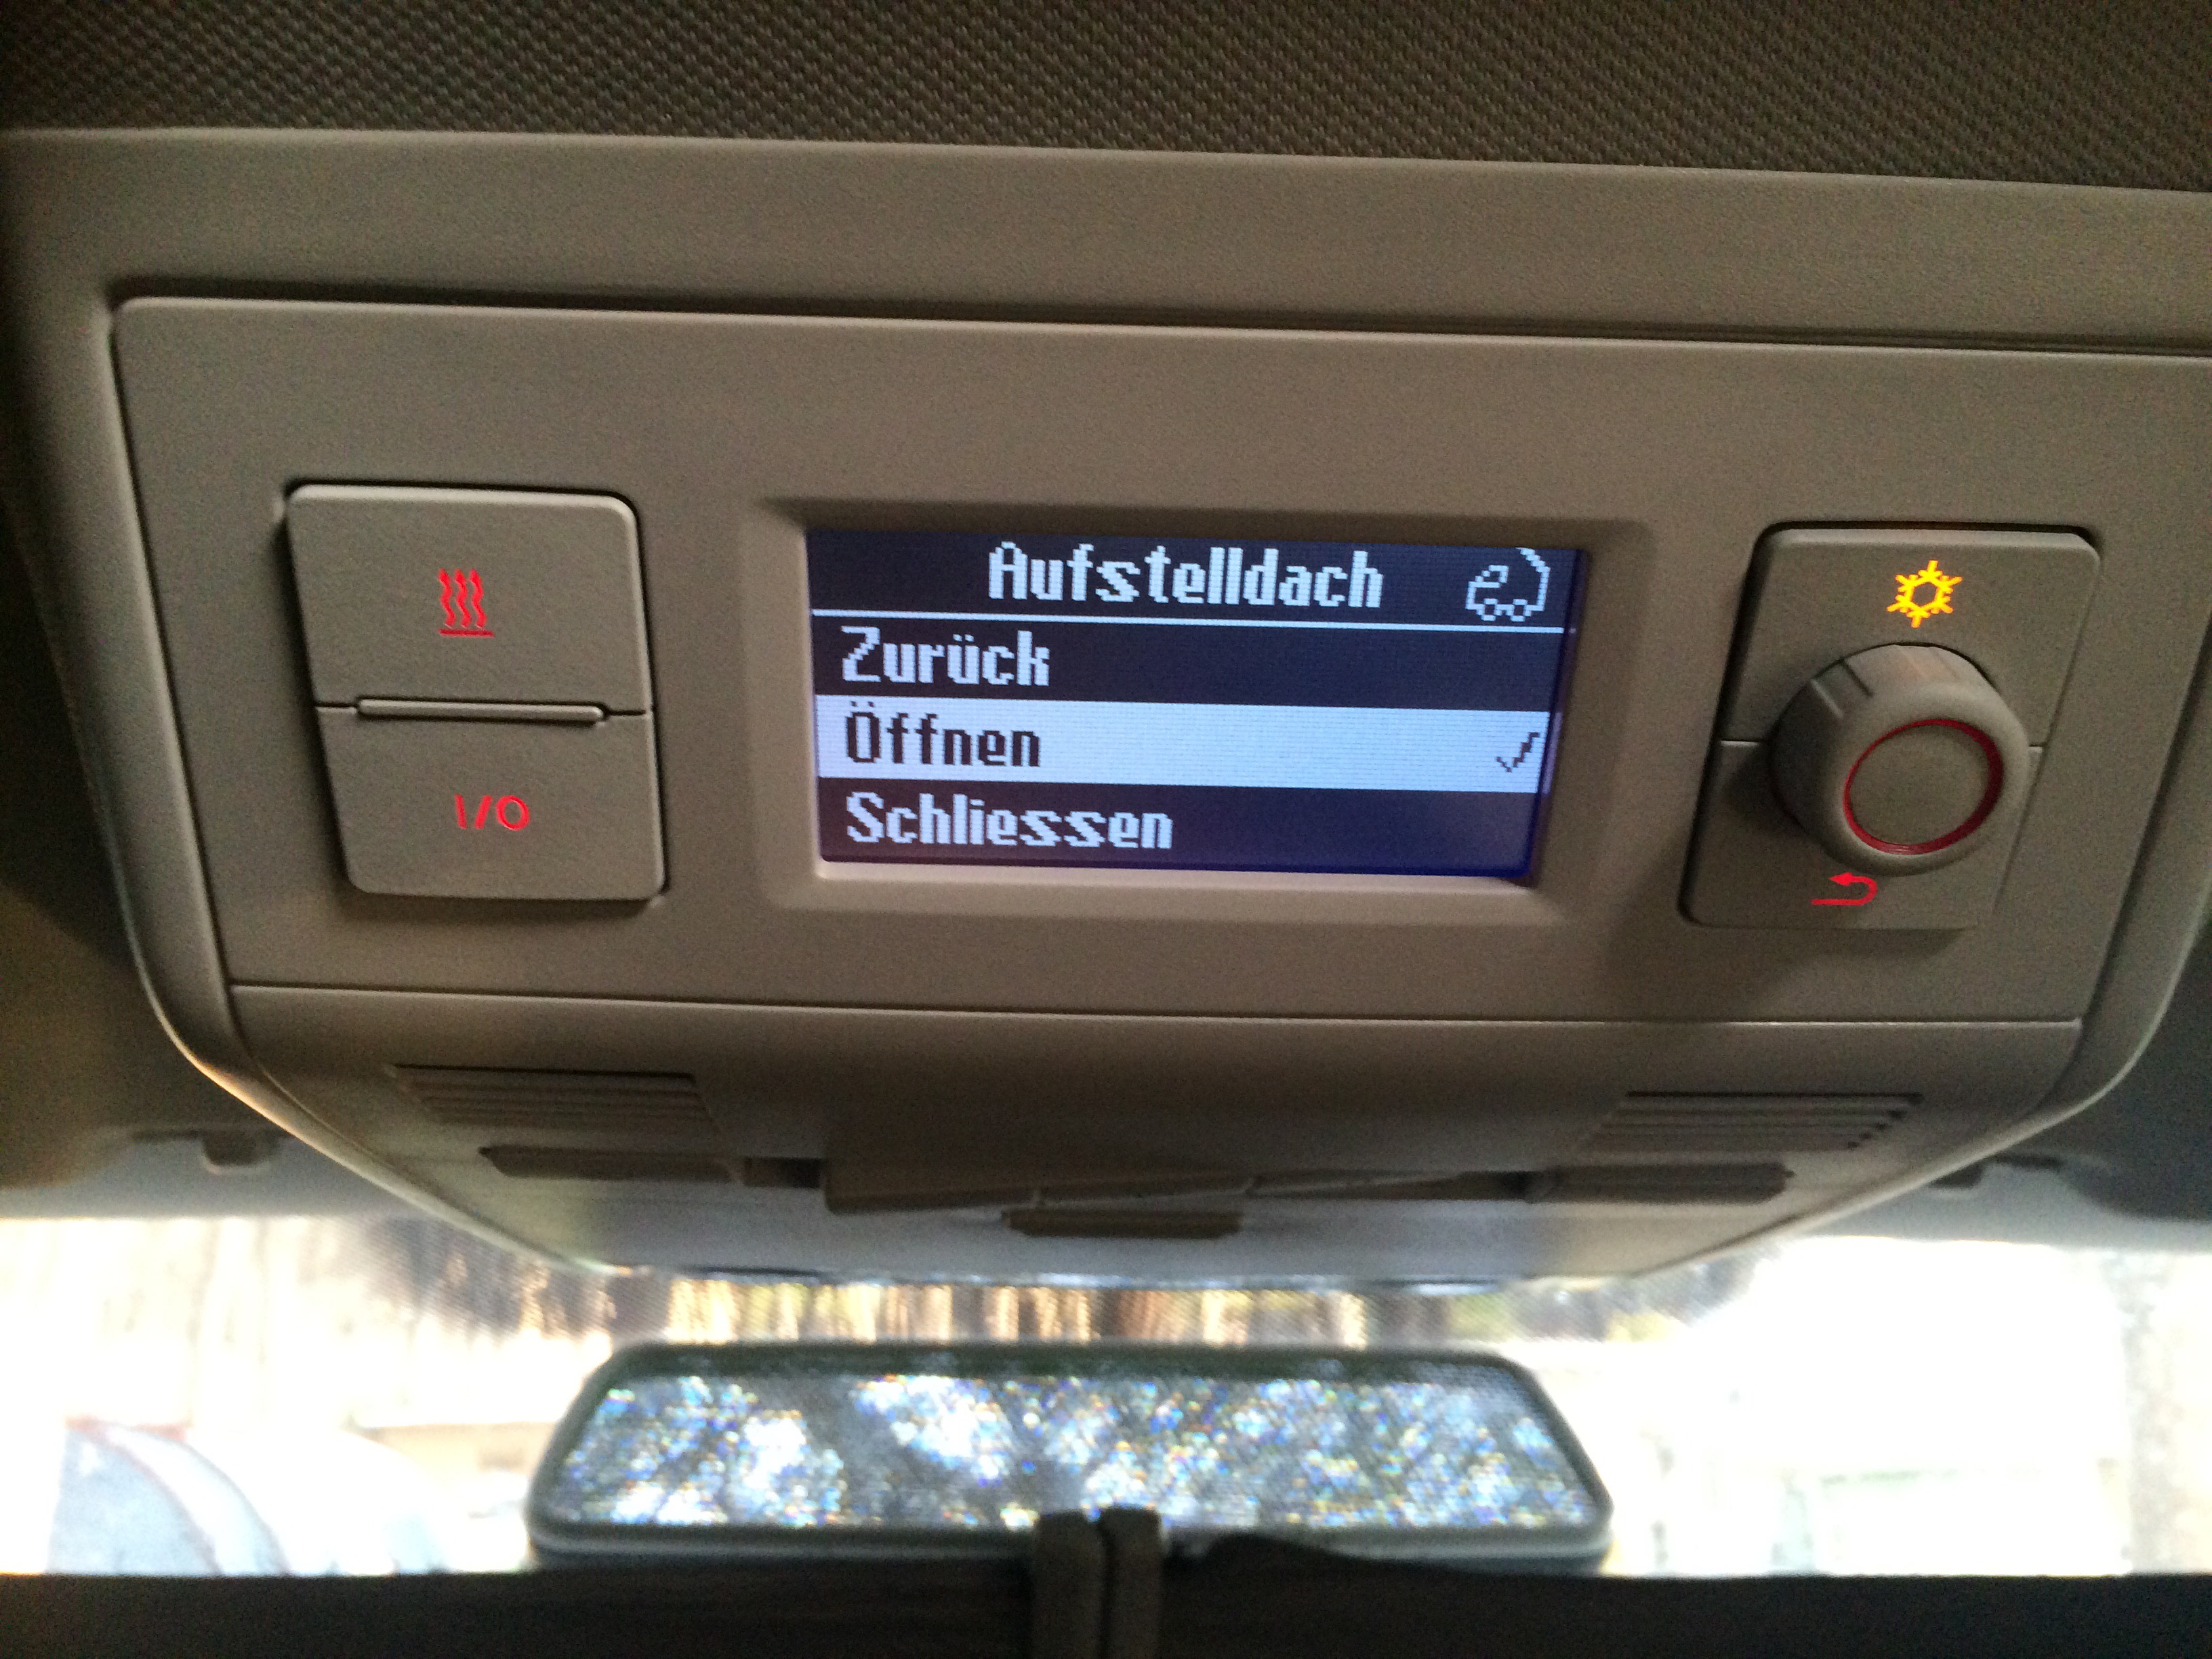 Aufstelldach
Zurück
Öffnen
Schliessen
I/O